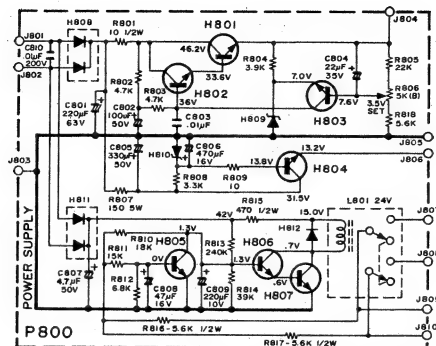 H808
J804
J801
R801
10 1/2W
H801
C810
.01µF
200V
46.2V
R804
3.9K
C804
22µF
35V
R805
22K
J802
R802
4.7K
33.6V
7.0V
R806
5K (B)
H802
R803
4.7K
36V
7.6V
3.5V
SET
C801
220µF
63V
C802
100µF
50V
C803
.01µF
H809
H803
R818
5.6K
J805
C805
330µF
50V
H810
C806
470µF
16V
13.2V
J806
J803
13.8V
H804
R808
3.3K
R809
10
H811
R807
150 5W
31.5V
R815
470 1/2W
15.0V
L801 24V
42V
H812
J807
POWER SUPPLY
R810
18K
H805
1.3V
R813
240K
H806
R811
15K
.0V
1.3V
.7V
J808
C807
4.7µF
50V
R812
6.8K
C808
47µF
16V
C809
220µF
10V
R814
39K
.6V
H807
P800
R816-5.6K 1/2W
J809
R817-5.6K 1/2W
J810